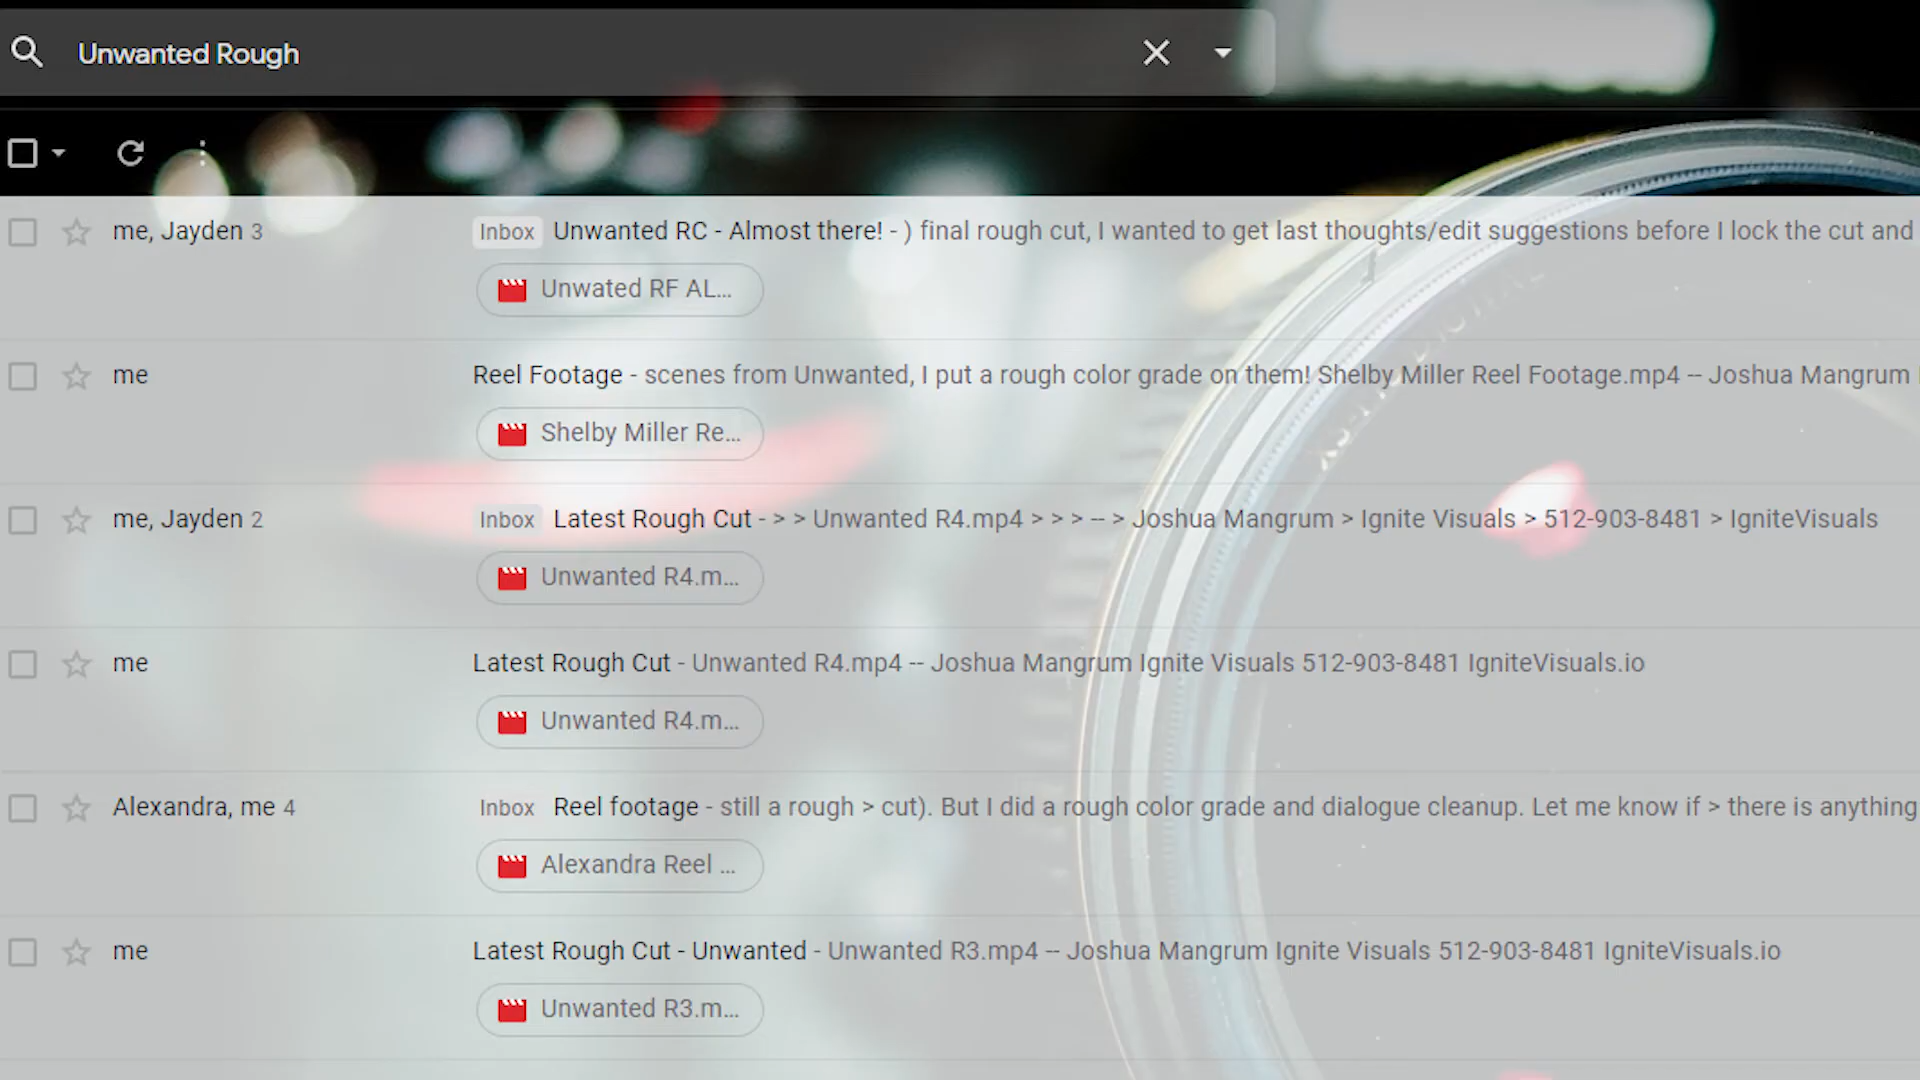 Unwanted Rough
me, Jayden 3 Inbox Unwanted RC - Almost there! - ) final rough cut, I wanted to get last thoughts/edit suggestions before I lock the cut and
Unwated RF AL...
me Reel Footage - scenes from Unwanted, I put a rough color grade on them! Shelby Miller Reel Footage.mp4 -- Joshua Mangrum
Shelby Miller Re...
me, Jayden 2 Inbox Latest Rough Cut - > > Unwanted R4.mp4 > > > -- > Joshua Mangrum > Ignite Visuals > 512-903-8481 > IgniteVisuals
Unwanted R4.m...
me Latest Rough Cut - Unwanted R4.mp4 -- Joshua Mangrum Ignite Visuals 512-903-8481 IgniteVisuals.io
Unwanted R4.m...
Alexandra, me 4 Inbox Reel footage - still a rough > cut). But I did a rough color grade and dialogue cleanup. Let me know if > there is anything
Alexandra Reel ...
me Latest Rough Cut - Unwanted - Unwanted R3.mp4 -- Joshua Mangrum Ignite Visuals 512-903-8481 IgniteVisuals.io
Unwanted R3.m...